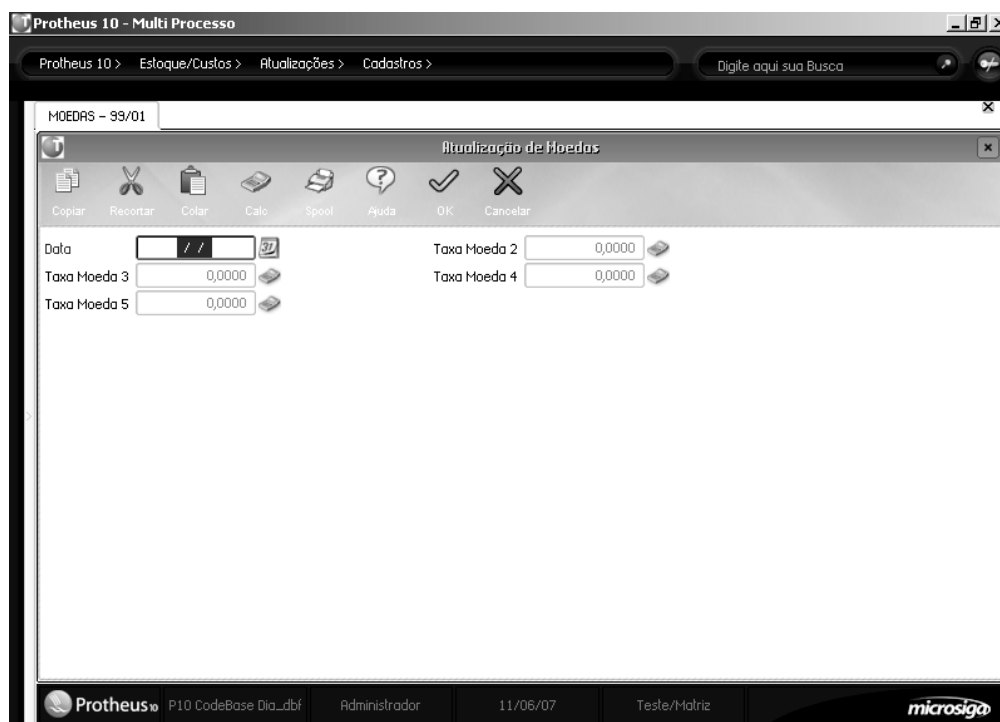 Protheus 10 - Multi Processo
Protheus 10 > Estoque/Custos > Atualizações > Cadastros >
Digite aqui sua Busca
MOEDAS - 99/01
Atualização de Moedas
Copiar Recortar Colar Calc Spool Ajuda OK Cancelar
Data / / 31 Taxa Moeda 2 0,0000
Taxa Moeda 3 0,0000 Taxa Moeda 4 0,0000
Taxa Moeda 5 0,0000
Protheus 10 P10 CodeBase Dia_dbf Administrador 11/06/07 Teste/Matriz microsiga